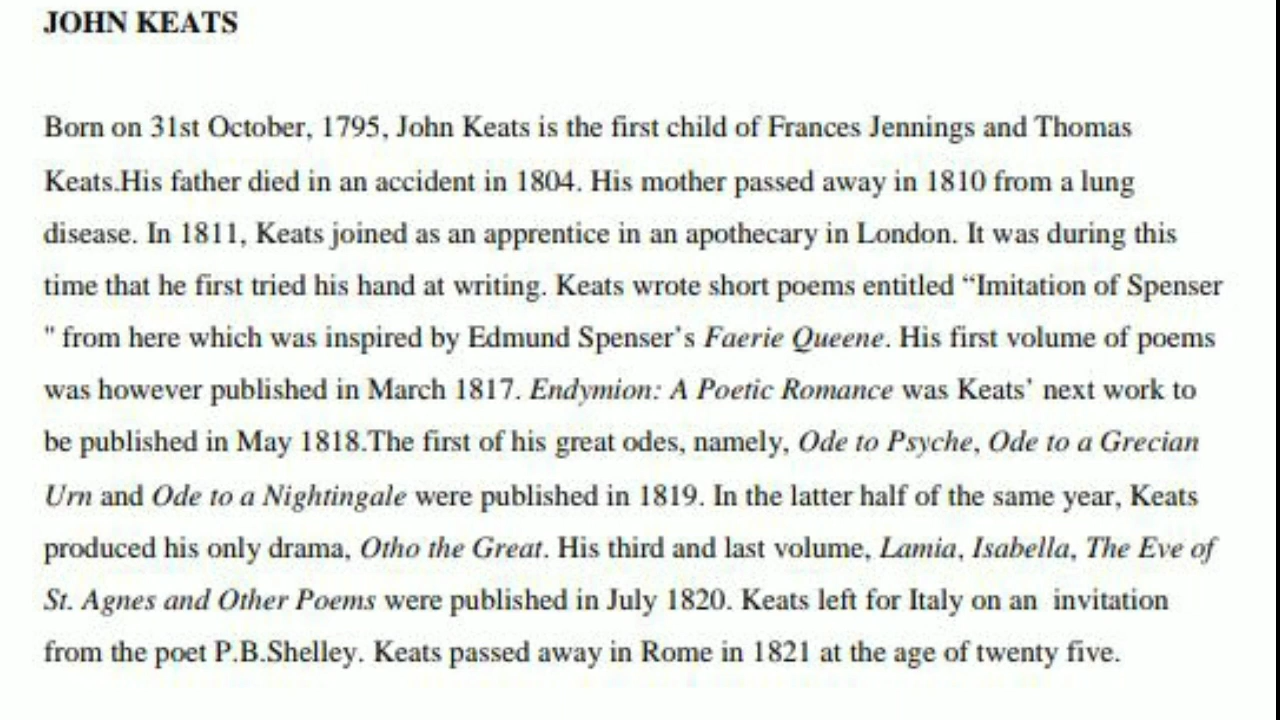 JOHN KEATS
Born on 31st October, 1795, John Keats is the first child of Frances Jennings and Thomas
Keats.His father died in an accident in 1804. His mother passed away in 1810 from a lung
disease. In 1811, Keats joined as an apprentice in an apothecary in London. It was during this
time that he first tried his hand at writing. Keats wrote short poems entitled “Imitation of Spenser
" from here which was inspired by Edmund Spenser’s Faerie Queene. His first volume of poems
was however published in March 1817. Endymion: A Poetic Romance was Keats’ next work to
be published in May 1818.The first of his great odes, namely, Ode to Psyche, Ode to a Grecian
Urn and Ode to a Nightingale were published in 1819. In the latter half of the same year, Keats
produced his only drama, Otho the Great. His third and last volume, Lamia, Isabella, The Eve of
St. Agnes and Other Poems were published in July 1820. Keats left for Italy on an  invitation
from the poet P.B.Shelley. Keats passed away in Rome in 1821 at the age of twenty five.